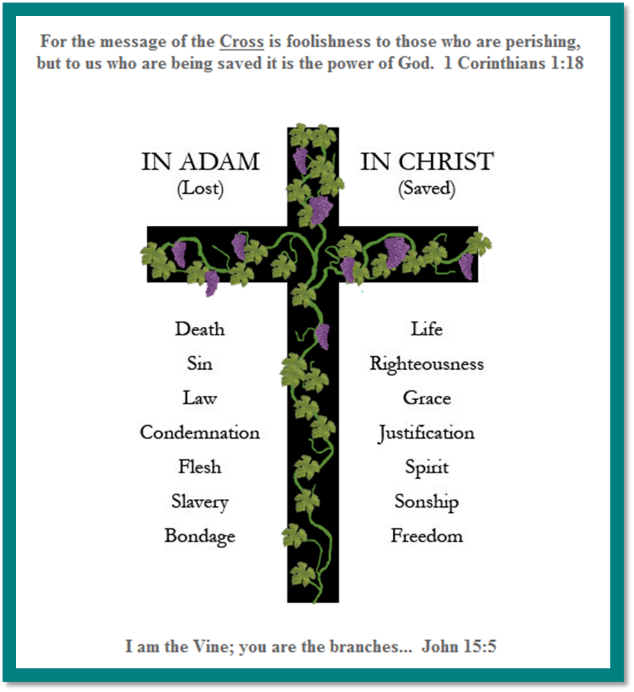 For the message of the Cross is foolishness to those who are perishing,
but to us who are being saved it is the power of God.  1 Corinthians 1:18
IN ADAM
(Lost)
IN CHRIST
(Saved)
Death
Sin
Law
Condemnation
Flesh
Slavery
Bondage
Life
Righteousness
Grace
Justification
Spirit
Sonship
Freedom
I am the Vine; you are the branches...  John 15:5